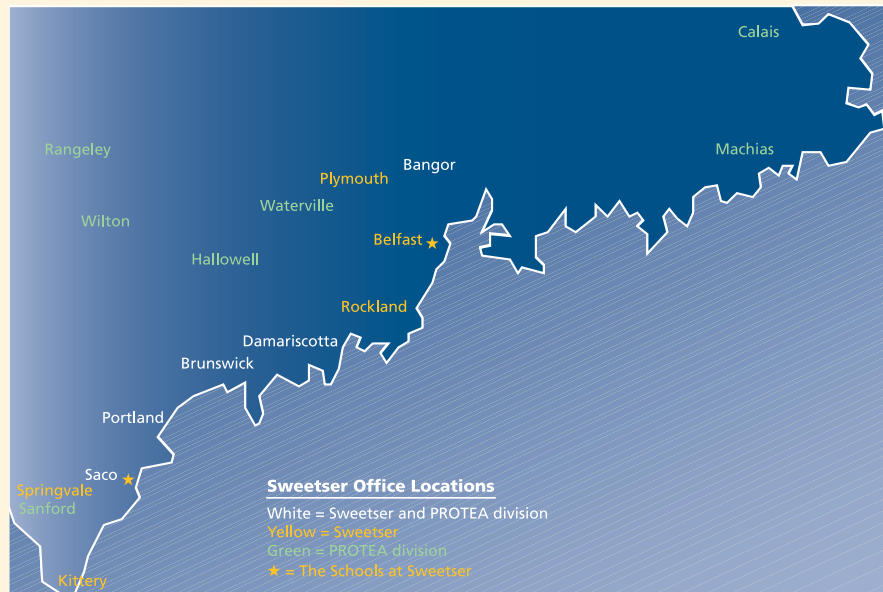 Calais
Rangeley
Machias
Bangor
Plymouth
Waterville
Wilton
Belfast ★
Hallowell
Rockland
Damariscotta
Brunswick
Portland
Saco ★
Springvale
Sanford
Kittery
Sweetser Office Locations
White = Sweetser and PROTEA division
Yellow = Sweetser
Green = PROTEA division
★ = The Schools at Sweetser